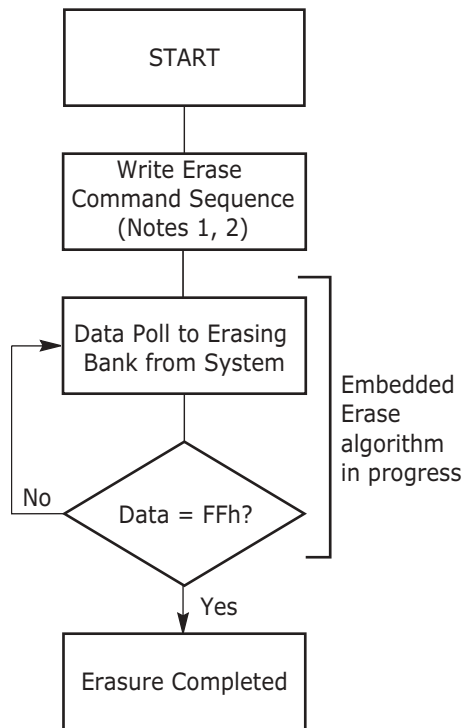 START
Write Erase
Command Sequence
(Notes 1, 2)
Data Poll to Erasing
Bank from System
Embedded
Erase
algorithm
in progress
No
Data = FFh?
Yes
Erasure Completed